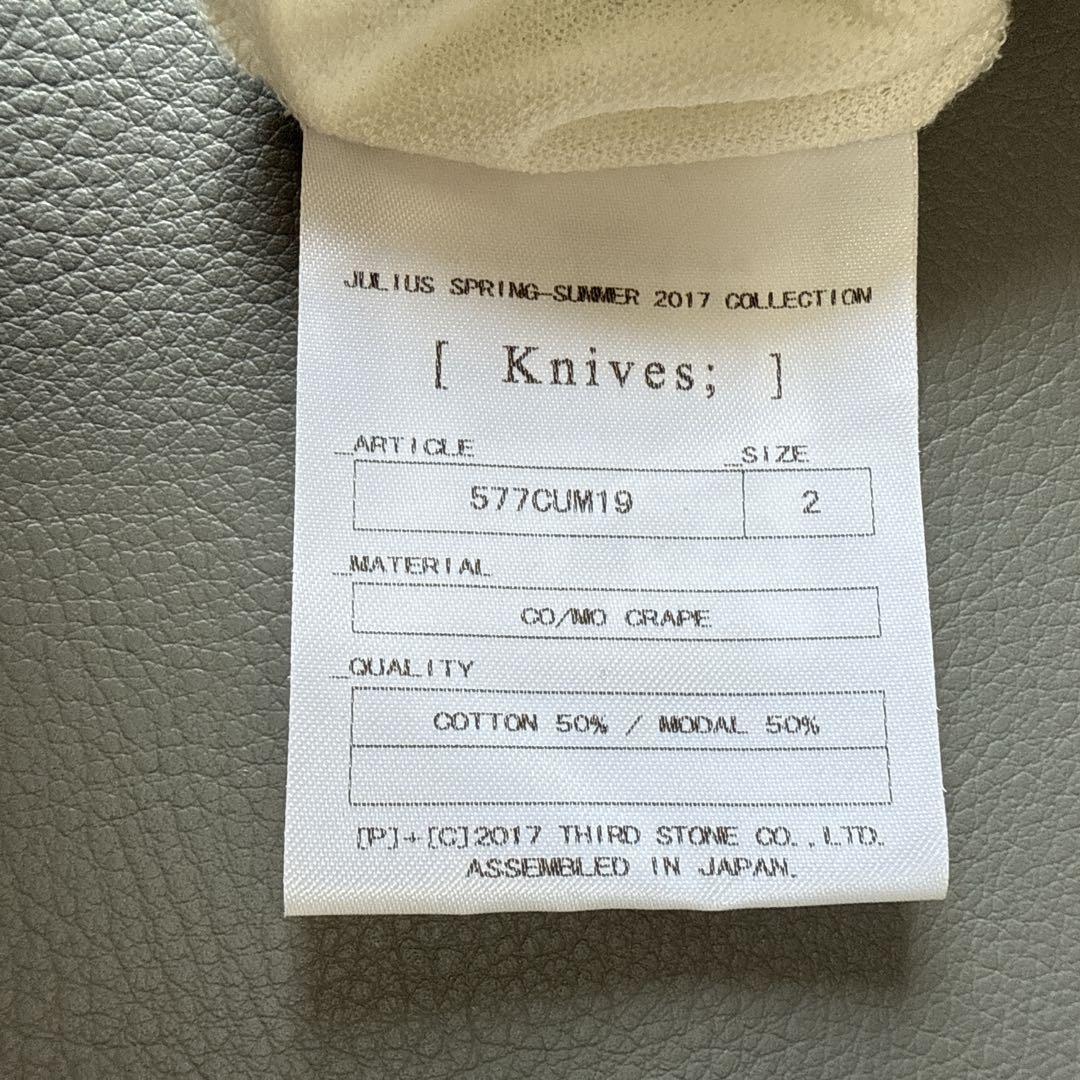 JULIUS SPRING-SUMMER 2017 COLLECTION
[ Knives; ]
_ARTICLE _SIZE
577CUM19 2
_MATERIAL
CO/MO CRAPE
_QUALITY
COTTON 50% / MODAL 50%
[P]+[C]2017 THIRD STONE CO.,LTD.
ASSEMBLED IN JAPAN.